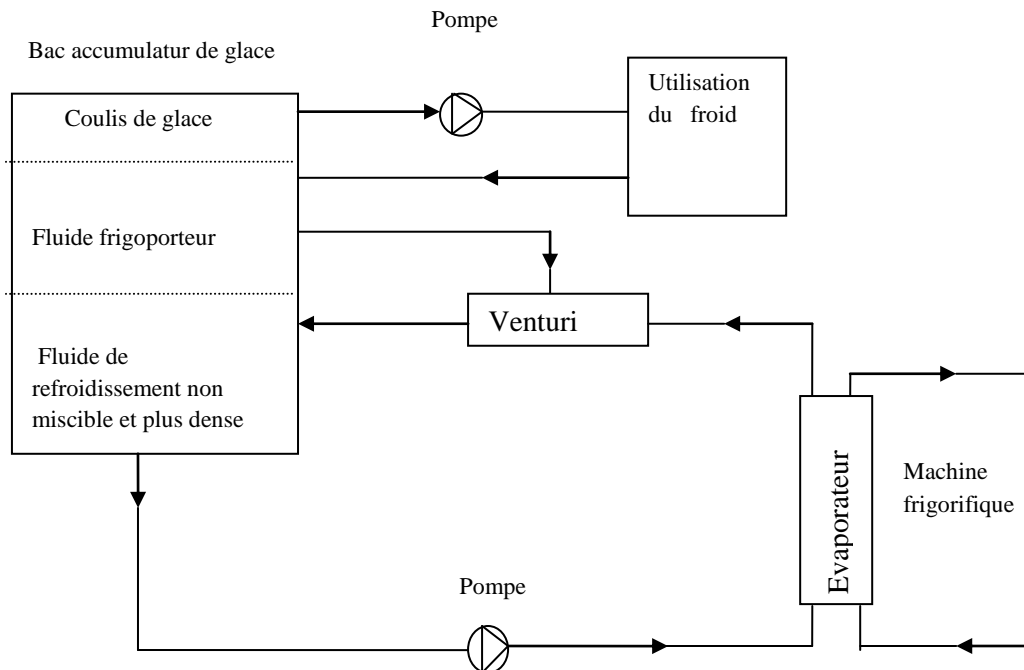 Pompe
Bac accumulatur de glace
Coulis de glace
Utilisation
du froid
Fluide frigoporteur
Venturi
Fluide de
refroidissement non
miscible et plus dense
Evaporateur
Machine
frigorifique
Pompe